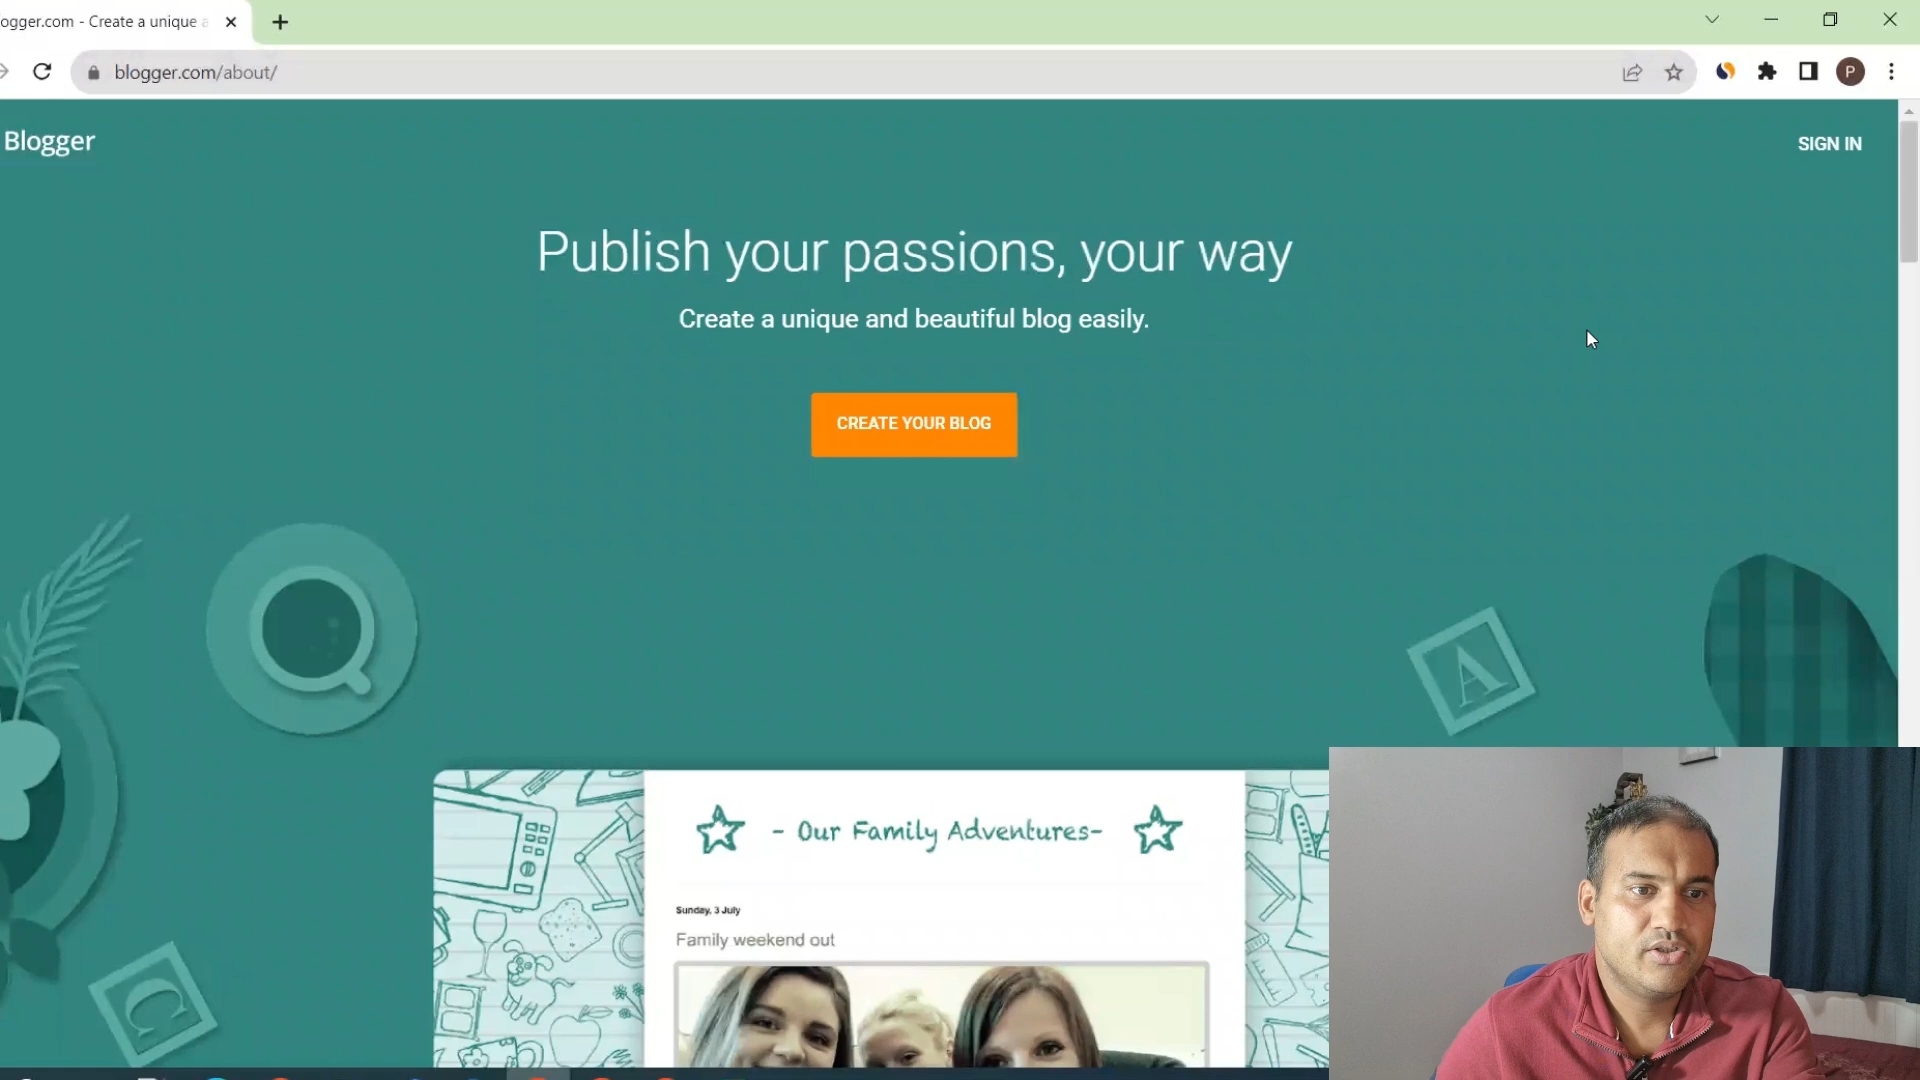 ogger.com - Create a unique a
blogger.com/about/
P
Blogger
SIGN IN
Publish your passions, your way
Create a unique and beautiful blog easily.
CREATE YOUR BLOG
A
C
- Our Family Adventures-
Sunday, 3 July
Family weekend out